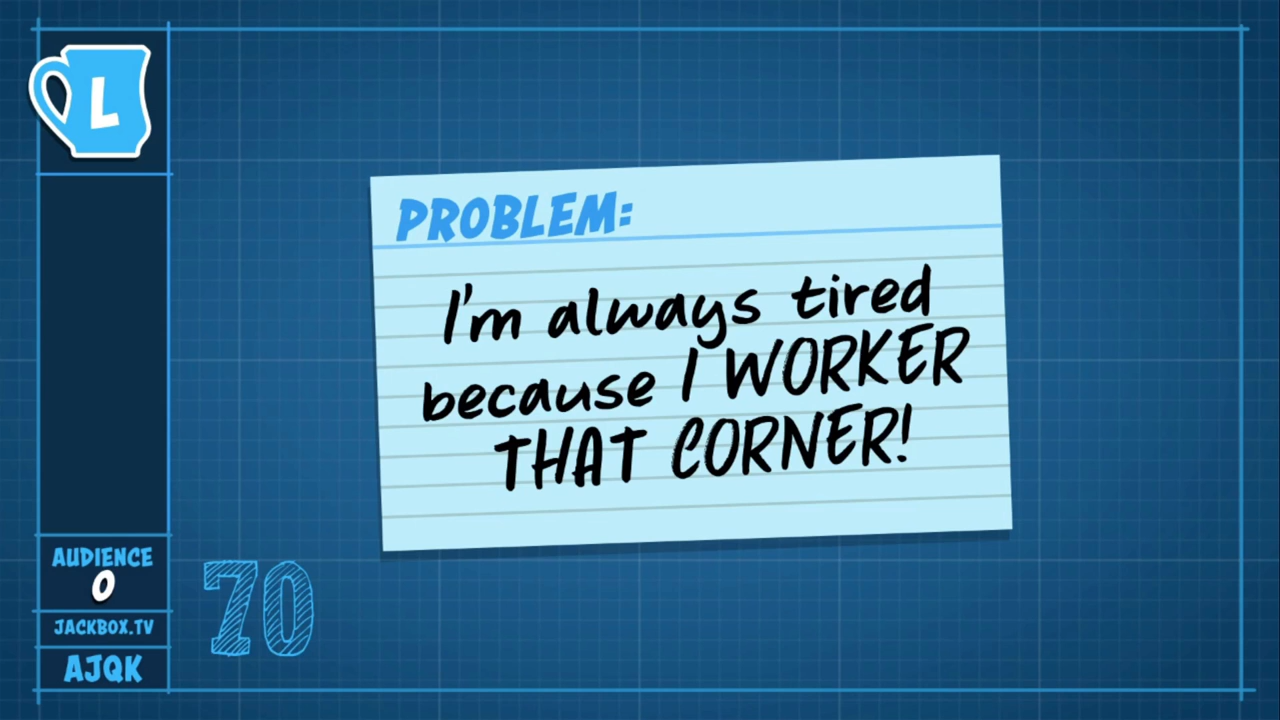 L
PROBLEM:
I'm always tired
because I WORKER
THAT CORNER!
AUDIENCE
0
JACKBOX.TV
AJQK
70